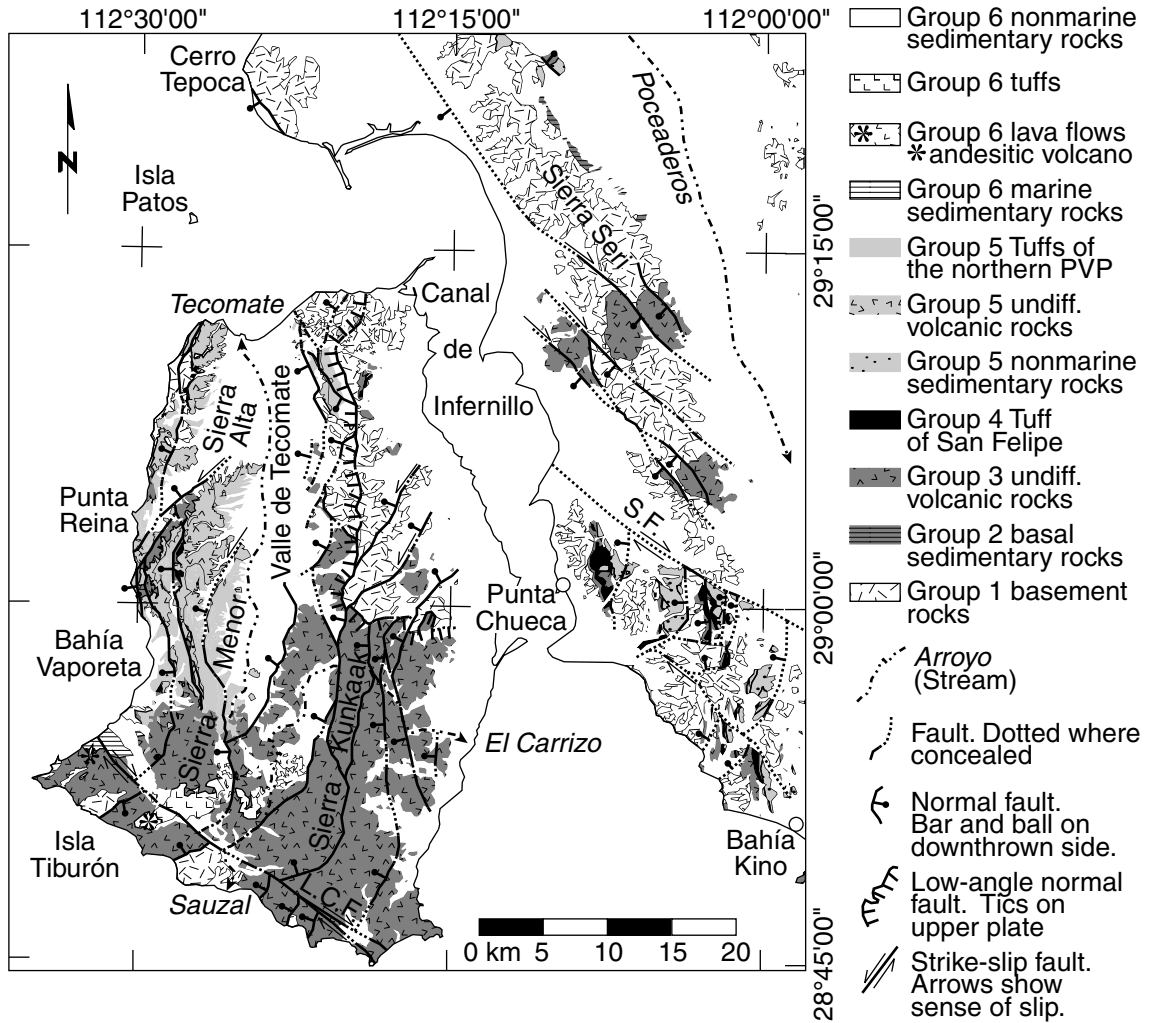 112°30'00"
112°15'00"
112°00'00"
Cerro
Tepoca
N
Isla
Patos
Poceaderos
Sierra Seri
29°15'00"
Tecomate
Canal
de
Infernillo
Sierra
Alta
Valle de Tecomate
Punta
Reina
S.F.
29°00'00"
Punta
Chueca
Bahía
Vaporeta
Sierra Menor
Sierra Kunkaak
El Carrizo
Isla
Tiburón
Bahía
Kino
Sauzal
L.C.F.
0 km 5 10 15 20
28°45'00"
Group 6 nonmarine
sedimentary rocks
Group 6 tuffs
Group 6 lava flows
andesitic volcano
Group 6 marine
sedimentary rocks
Group 5 Tuffs of
the northern PVP
Group 5 undiff.
volcanic rocks
Group 5 nonmarine
sedimentary rocks
Group 4 Tuff
of San Felipe
Group 3 undiff.
volcanic rocks
Group 2 basal
sedimentary rocks
Group 1 basement
rocks
Arroyo
(Stream)
Fault. Dotted where
concealed
Normal fault.
Bar and ball on
downthrown side.
Low-angle normal
fault. Tics on
upper plate
Strike-slip fault.
Arrows show
sense of slip.